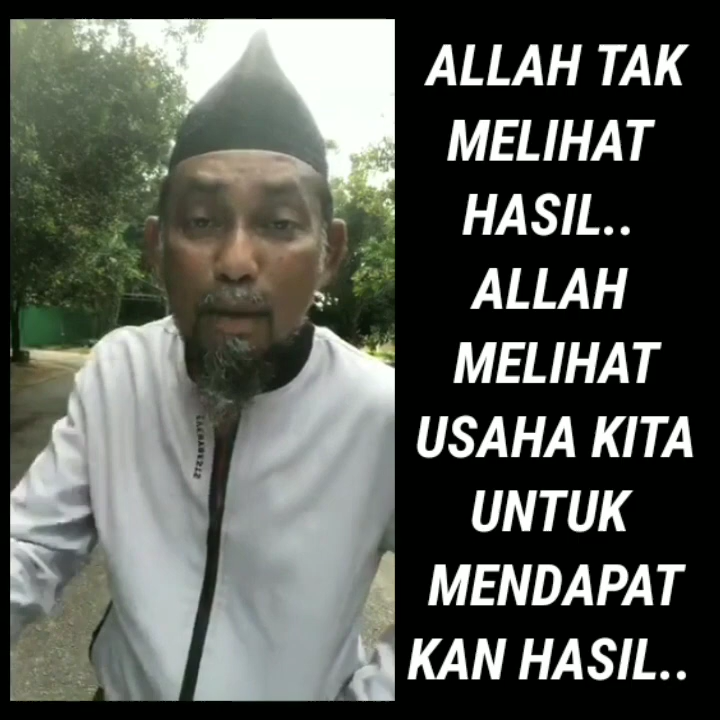 ALLAH TAK
MELIHAT
HASIL..
ALLAH
MELIHAT
USAHA KITA
UNTUK
MENDAPAT
KAN HASIL..